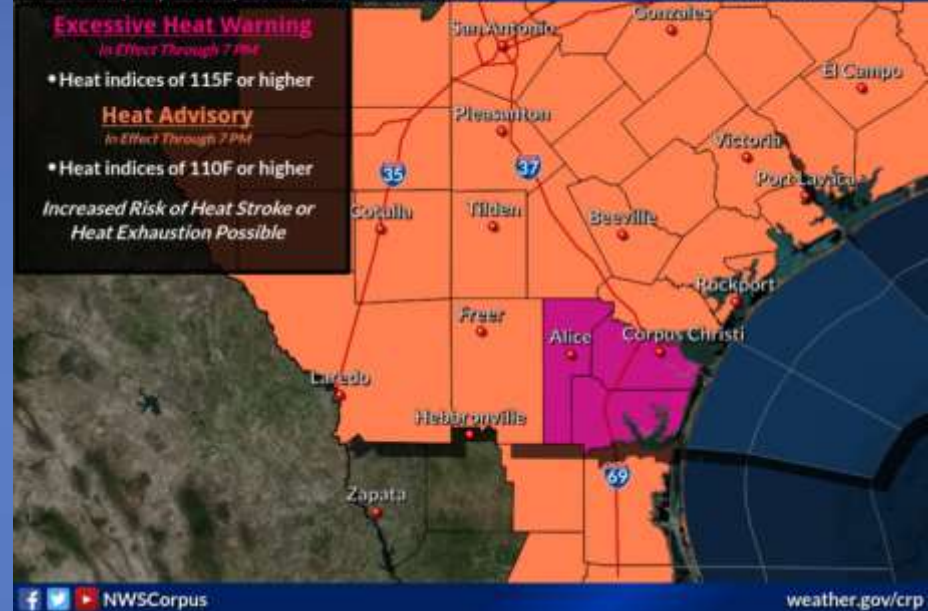 Excessive Heat Warning
In Effect Through 7 PM
• Heat indices of 115F or higher
Heat Advisory
In Effect Through 7 PM
• Heat indices of 110F or higher
Increased Risk of Heat Stroke or
Heat Exhaustion Possible
San Antonio
Gonzales
El Campo
Pleasanton
Victoria
35
37
Port Lavaca
Cotulla
Tilden
Beeville
Rockport
Freer
Alice
Corpus Christi
Laredo
Hebbronville
69
Zapata
NWSCorpus
weather.gov/crp